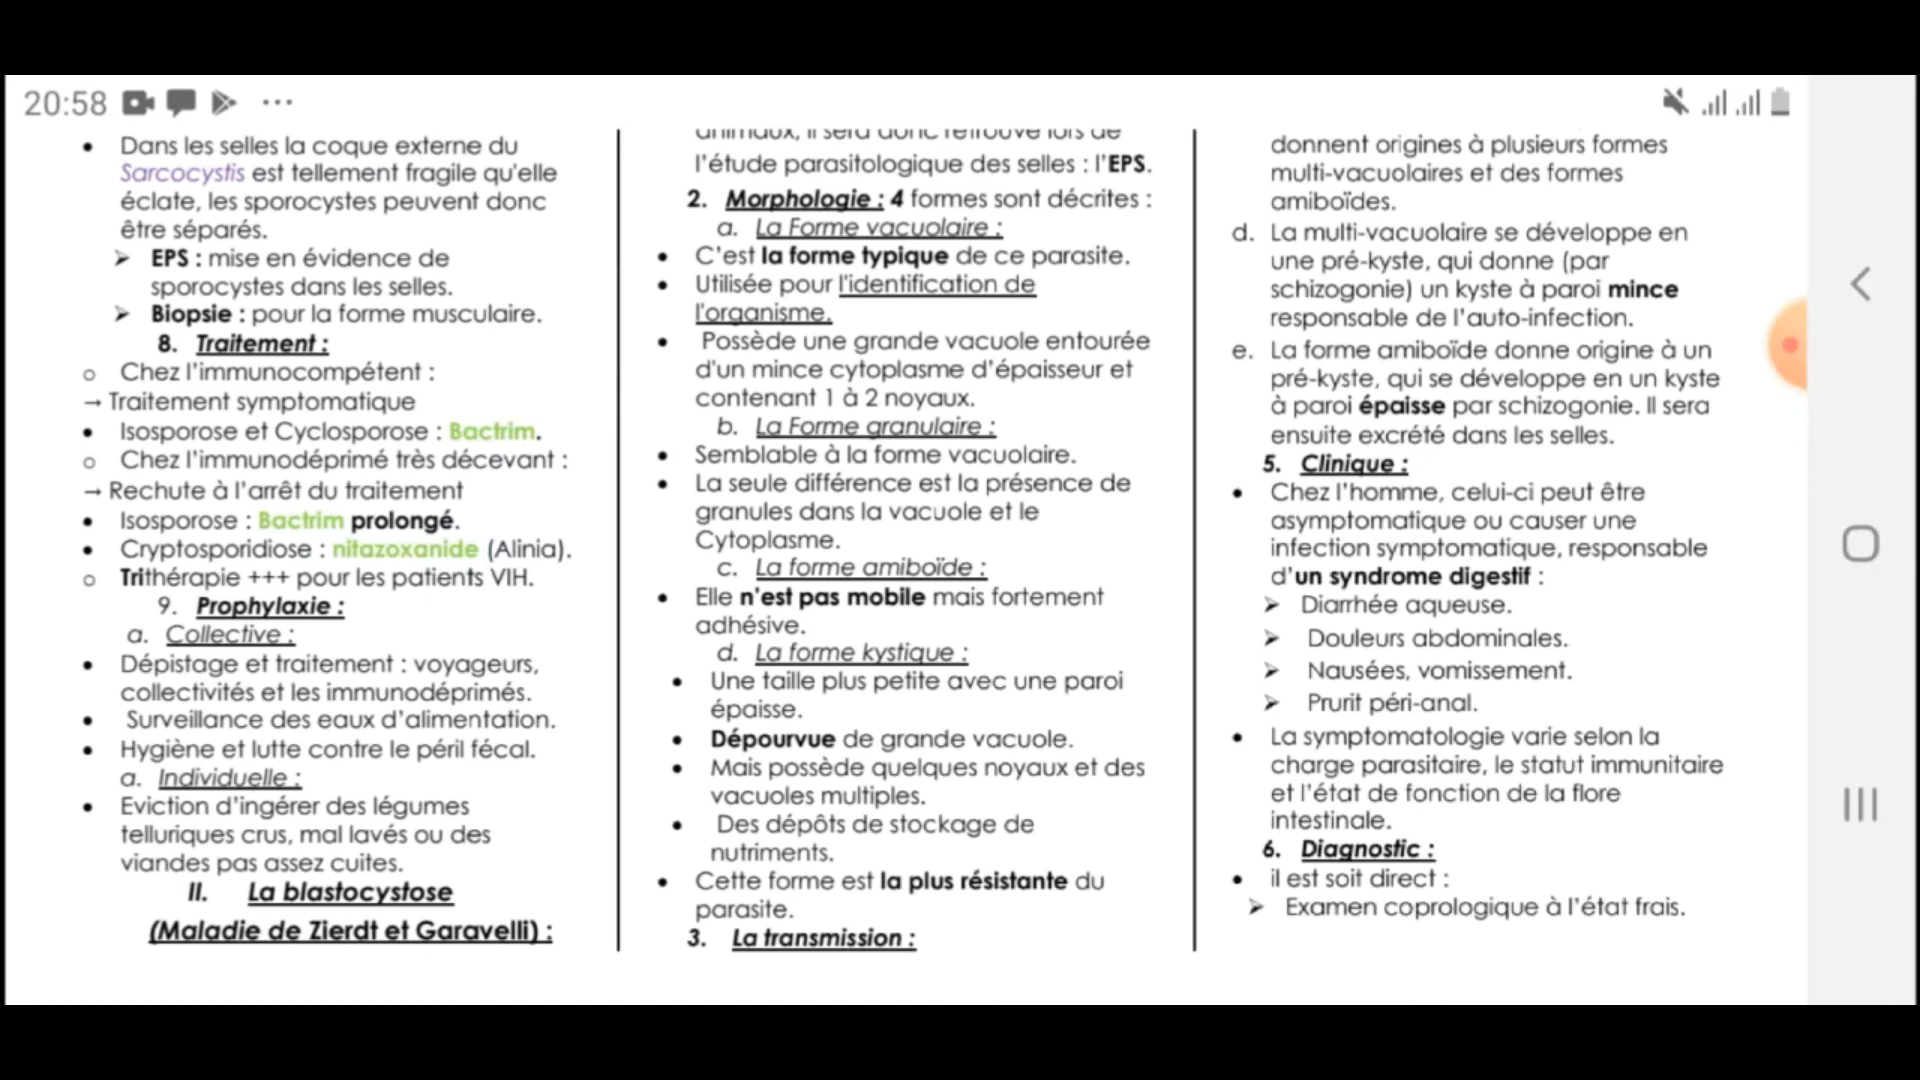 20:58
• Dans les selles la coque externe du
Sarcocystis est tellement fragile qu'elle
éclate, les sporocystes peuvent donc
être séparés.
➢ EPS : mise en évidence de
sporocystes dans les selles.
➢ Biopsie : pour la forme musculaire.
8. Traitement :
o Chez l'immunocompétent :
→ Traitement symptomatique
• Isosporose et Cyclosporose : Bactrim.
o Chez l'immunodéprimé très décevant :
→ Rechute à l'arrêt du traitement
• Isosporose : Bactrim prolongé.
• Cryptosporidiose : nitazoxanide (Alinia).
o Trithérapie +++ pour les patients VIH.
9. Prophylaxie :
a. Collective :
• Dépistage et traitement : voyageurs,
collectivités et les immunodéprimés.
• Surveillance des eaux d'alimentation.
• Hygiène et lutte contre le péril fécal.
a. Individuelle :
• Eviction d'ingérer des légumes
telluriques crus, mal lavés ou des
viandes pas assez cuites.
II. La blastocystose
(Maladie de Zierdt et Garavelli) :
animaux, il sera donc retrouvé lors de
l'étude parasitologique des selles : l'EPS.
2. Morphologie : 4 formes sont décrites :
a. La Forme vacuolaire :
• C'est la forme typique de ce parasite.
• Utilisée pour l'identification de
l'organisme.
• Possède une grande vacuole entourée
d'un mince cytoplasme d'épaisseur et
contenant 1 à 2 noyaux.
b. La Forme granulaire :
• Semblable à la forme vacuolaire.
• La seule différence est la présence de
granules dans la vacuole et le
Cytoplasme.
c. La forme amiboïde :
• Elle n'est pas mobile mais fortement
adhésive.
d. La forme kystique :
• Une taille plus petite avec une paroi
épaisse.
• Dépourvue de grande vacuole.
• Mais possède quelques noyaux et des
vacuoles multiples.
• Des dépôts de stockage de
nutriments.
• Cette forme est la plus résistante du
parasite.
3. La transmission :
donnent origines à plusieurs formes
multi-vacuolaires et des formes
amiboïdes.
d. La multi-vacuolaire se développe en
une pré-kyste, qui donne (par
schizogonie) un kyste à paroi mince
responsable de l'auto-infection.
e. La forme amiboïde donne origine à un
pré-kyste, qui se développe en un kyste
à paroi épaisse par schizogonie. Il sera
ensuite excrété dans les selles.
5. Clinique :
• Chez l'homme, celui-ci peut être
asymptomatique ou causer une
infection symptomatique, responsable
d'un syndrome digestif :
➢ Diarrhée aqueuse.
➢ Douleurs abdominales.
➢ Nausées, vomissement.
➢ Prurit péri-anal.
• La symptomatologie varie selon la
charge parasitaire, le statut immunitaire
et l'état de fonction de la flore
intestinale.
6. Diagnostic :
• il est soit direct :
➢ Examen coprologique à l'état frais.